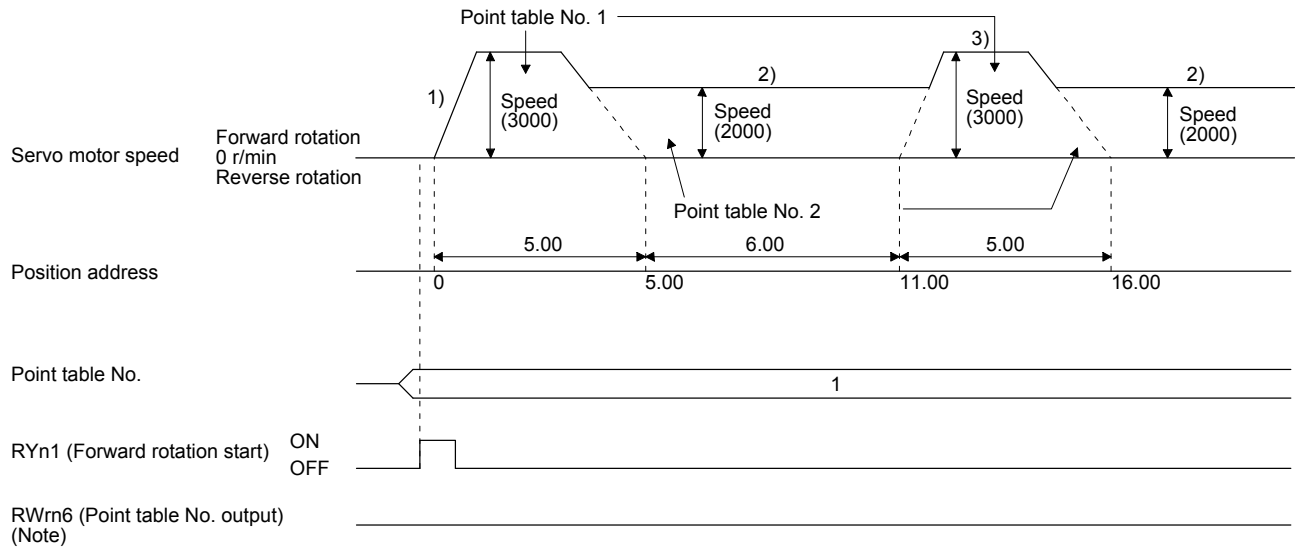 Point table No. 1
3)
1)
2)
2)
Speed
(3000)
Speed
(2000)
Speed
(3000)
Speed
(2000)
Servo motor speed
Forward rotation
0 r/min
Reverse rotation
Point table No. 2
5.00
6.00
5.00
Position address
0
5.00
11.00
16.00
Point table No.
1
RYn1 (Forward rotation start)
ON
OFF
RWrn6 (Point table No. output)
(Note)